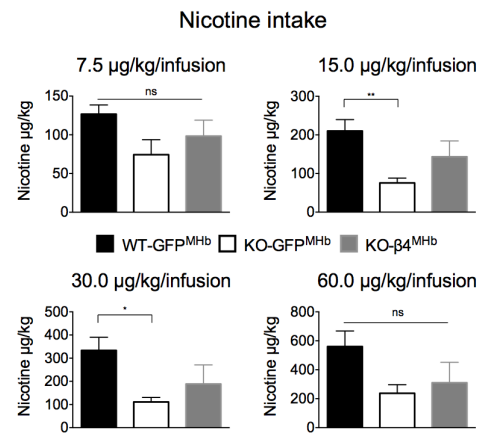 Nicotine intake
7.5 µg/kg/infusion
15.0 µg/kg/infusion
Nicotine µg/kg
150
100
50
0
ns
Nicotine µg/kg
300
200
100
0
**
WT-GFPᴹᴴᵇ KO-GFPᴹᴴᵇ KO-β4ᴹᴴᵇ
30.0 µg/kg/infusion
60.0 µg/kg/infusion
Nicotine µg/kg
500
400
300
200
100
0
*
Nicotine µg/kg
800
600
400
200
0
ns